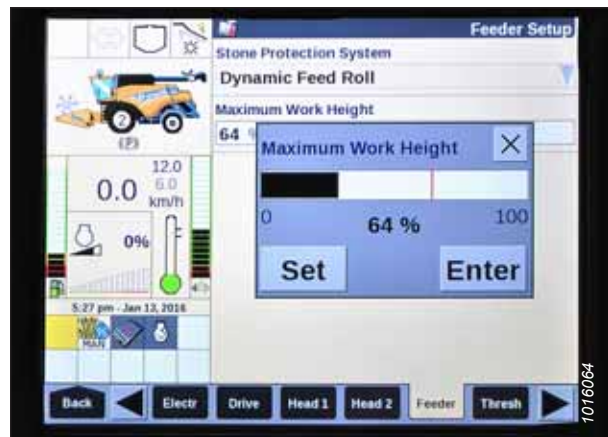 Feeder Setup
Stone Protection System
Dynamic Feed Roll
Maximum Work Height
64
Maximum Work Height
0 64 % 100
Set Enter
2
(P)
12.0
0.0 6.0
km/h
0%
5:27 pm - Jan 13, 2016
MAN
Back Electr Drive Head 1 Head 2 Feeder Thresh
1016064